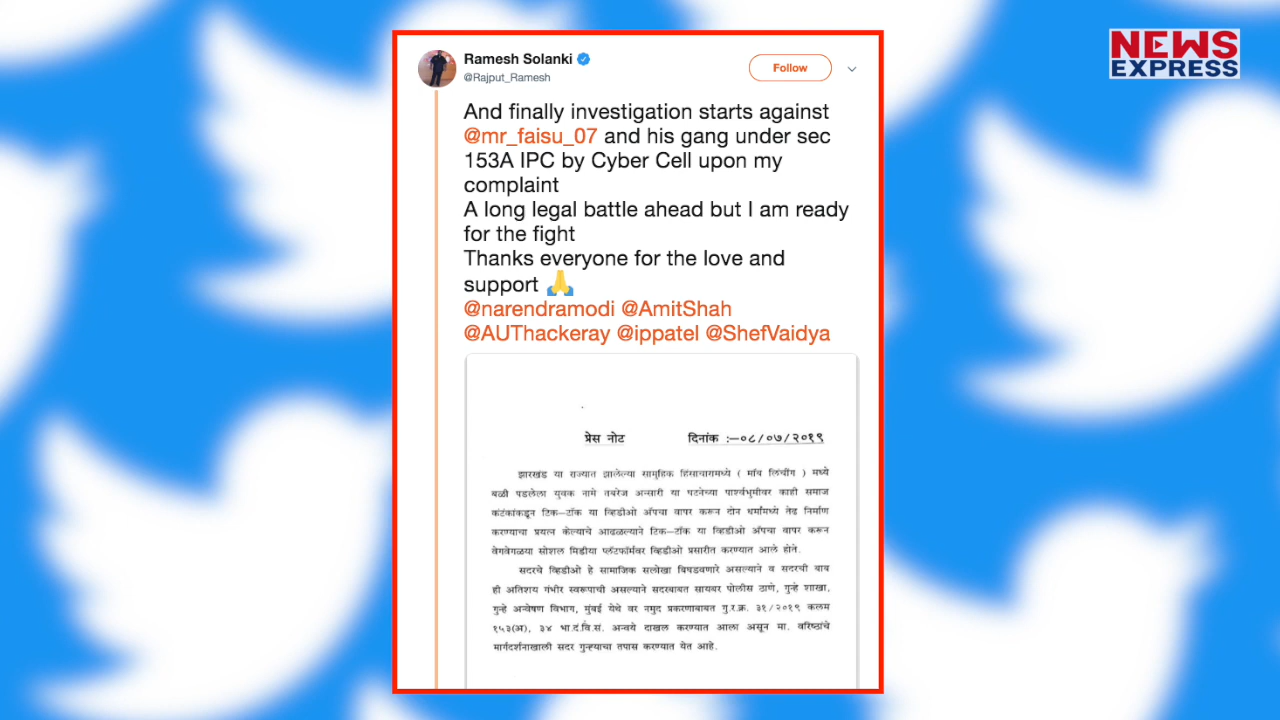 NEWS
EXPRESS
Ramesh Solanki
@Rajput_Ramesh
Follow
And finally investigation starts against
@mr_faisu_07 and his gang under sec
153A IPC by Cyber Cell upon my
complaint
A long legal battle ahead but I am ready
for the fight
Thanks everyone for the love and
support 🙏
@narendramodi @AmitShah
@AUThackeray @ippatel @ShefVaidya
प्रेस नोट दिनांक :—०८/०७/२०१९
झारखंड या राज्यात झालेल्या सामुहिक हिंसाचारामध्ये ( मॉब लिंचींग ) मध्ये
बळी पडलेला युवक नामे तबरेज अन्सारी या घटनेच्या पार्श्वभुमीवर काही समाज
कंटकांकडून टिक—टॉक या व्हिडीओ अॅपचा वापर करून दोन धर्मांमध्ये तेढ निर्माण
करण्याचा प्रयत्न केल्याचे आढळल्याने टिक—टॉक या व्हिडीओ अॅपचा वापर करून
वेगवेगळया सोशल मिडीया प्लॅटफॉर्मवर व्हिडीओ प्रसारीत करण्यात आले होते.
सदरचे व्हिडीओ हे सामाजिक सलोखा बिघडवणारे असल्याने व सदरची बाब
ही अतिशय गंभीर स्वरूपाची असल्याने सदरबाबत सायबर पोलीस ठाणे, गुन्हे शाखा,
गुन्हे अन्वेषण विभाग, मुंबई येथे वर नमुद प्रकरणाबाबत गु.र.क्र. ३१/२०१९ कलम
१५३(अ), ३४ भा.दं.वि.सं. अन्वये दाखल करण्यात आला असून मा. वरिष्ठांचे
मार्गदर्शनाखाली सदर गुन्हयाचा तपास करण्यात येत आहे.